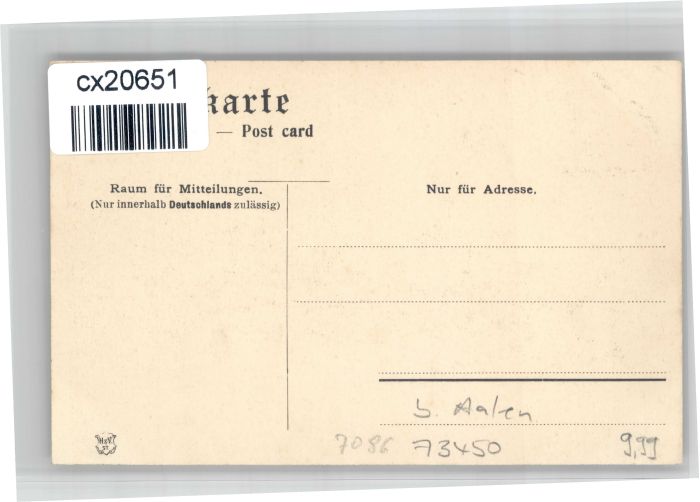 cx20651
karte
— Post card
Raum für Mitteilungen.
(Nur innerhalb Deutschlands zulässig)
Nur für Adresse.
b. Aalen
7086 73450 9,99